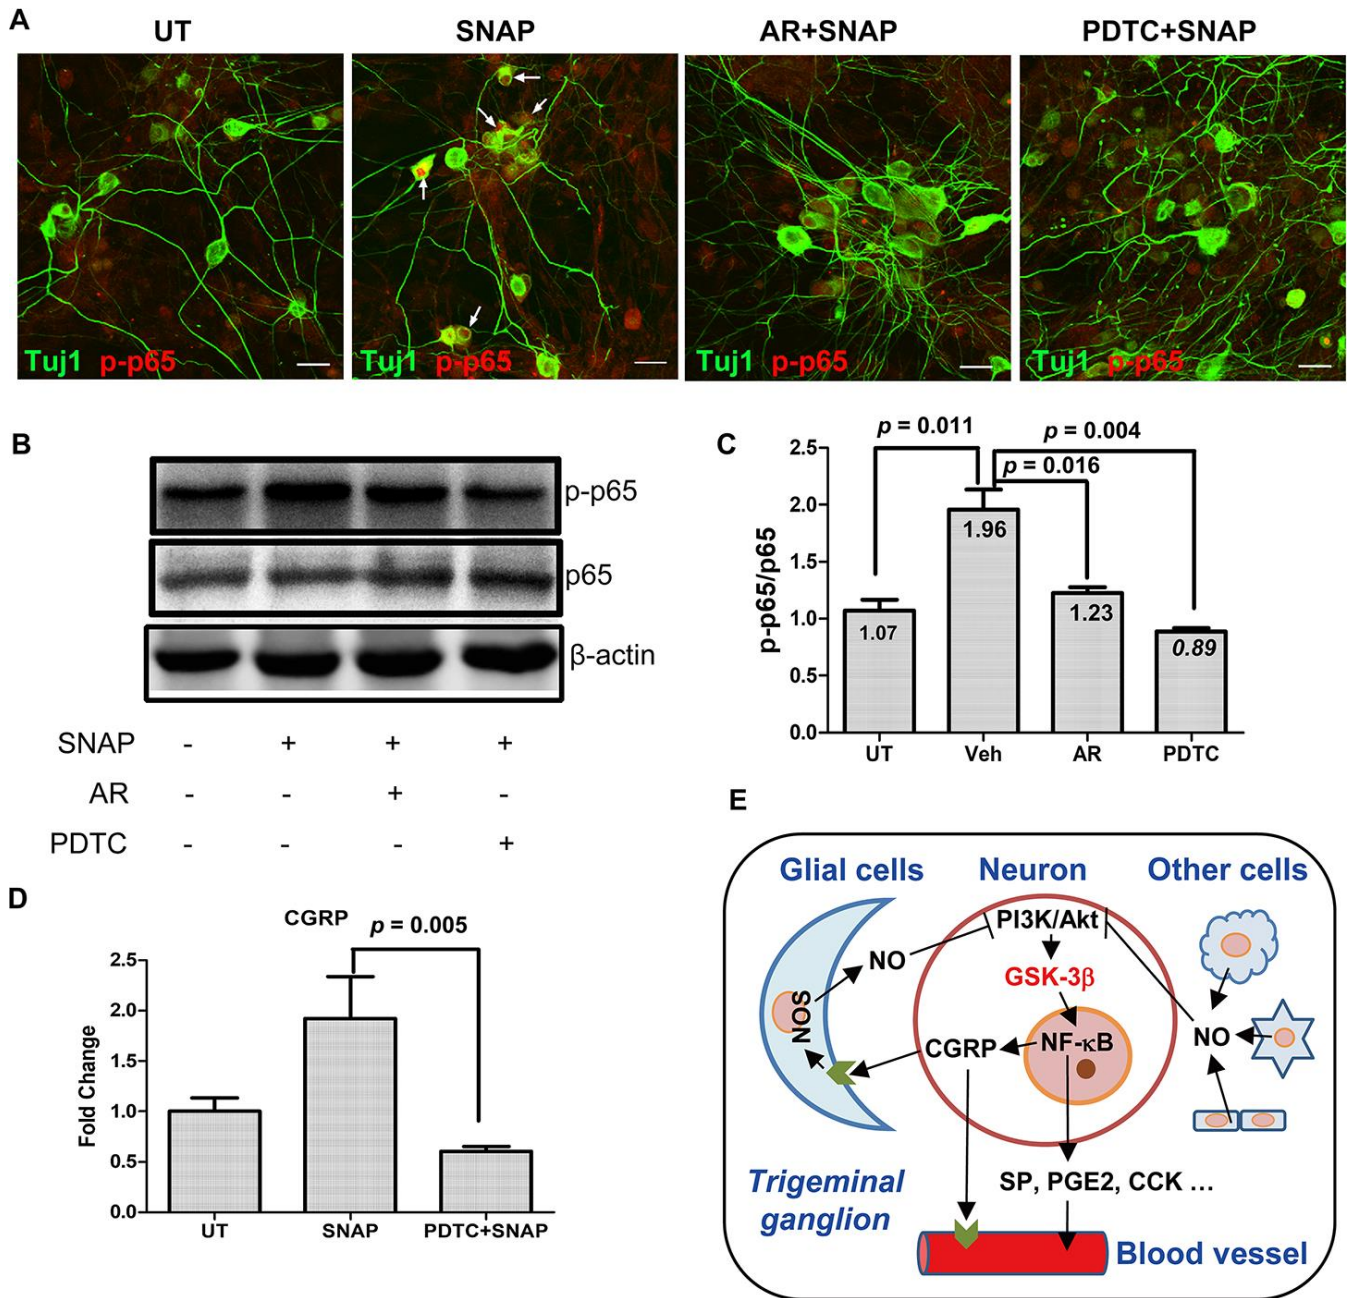 A
UT SNAP AR+SNAP PDTC+SNAP
Tuj1 p-p65 Tuj1 p-p65 Tuj1 p-p65 Tuj1 p-p65
B
p-p65
p65
β-actin
SNAP - + + +
AR - - + -
PDTC - - - +
C
p = 0.011
p = 0.004
p = 0.016
p-p65/p65
2.5
2.0
1.5
1.0
0.5
0.0
1.07
1.96
1.23
0.89
UT Veh AR PDTC
D
CGRP
p = 0.005
Fold Change
2.5
2.0
1.5
1.0
0.5
0.0
UT SNAP PDTC+SNAP
E
Glial cells Neuron Other cells
PI3K/Akt
NO
GSK-3β
NOS
NF-κB
CGRP
NO
SP, PGE2, CCK ...
Trigeminal
ganglion
Blood vessel